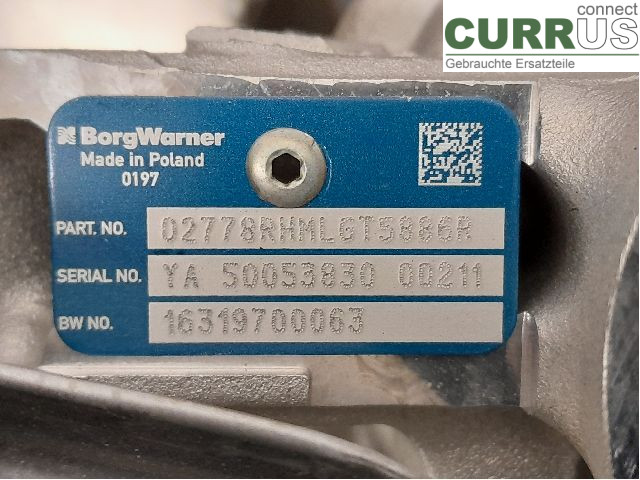 connect
CURRUS
Gebrauchte Ersatzteile
BorgWarner
Made in Poland
0197
PART. NO. 02778RHMLGT5886R
SERIAL NO. YA 50053830 00211
BW NO. 16319700063